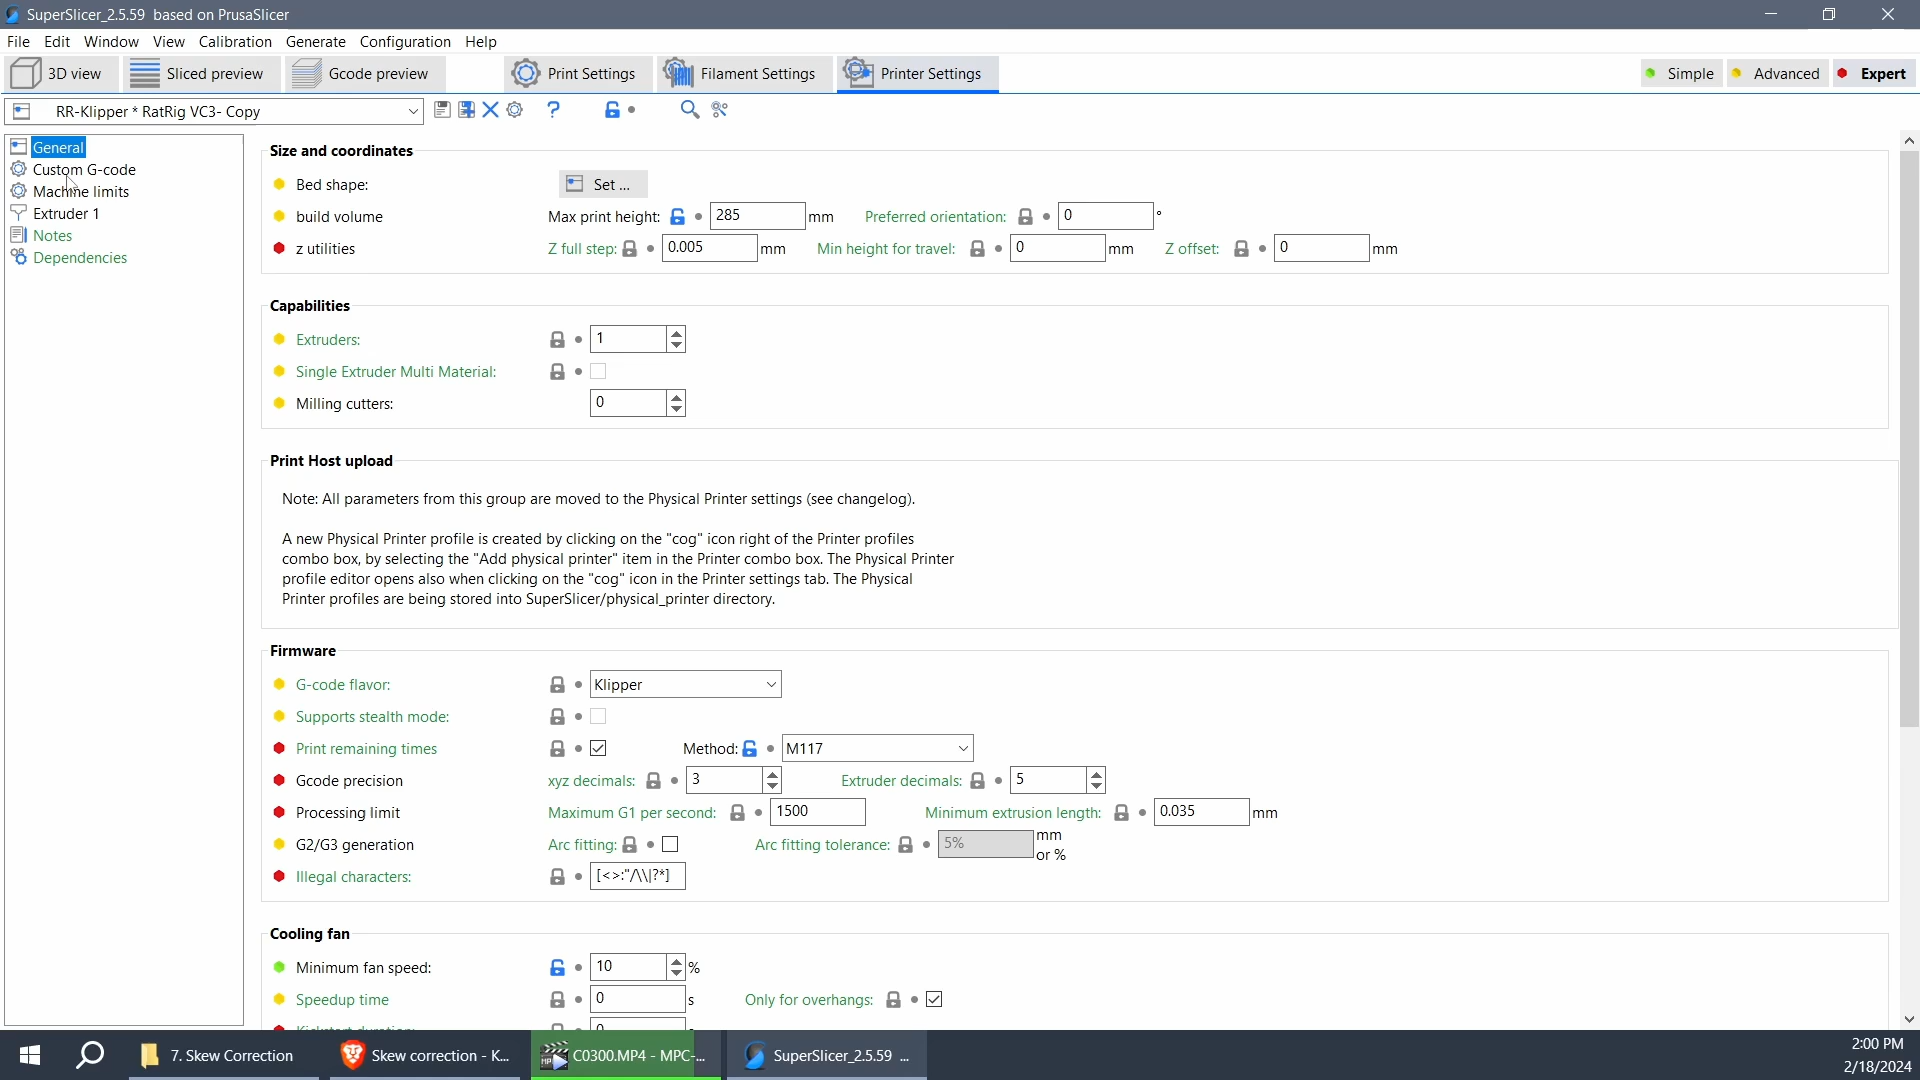 SuperSlicer_2.5.59 based on PrusaSlicer
File Edit Window View Calibration Generate Configuration Help
3D view Sliced preview Gcode preview Print Settings Filament Settings Printer Settings Simple Advanced Expert
RR-Klipper * RatRig VC3- Copy
General
Custom G-code
Machine limits
Extruder 1
Notes
Dependencies
Size and coordinates
Bed shape: Set ...
build volume Max print height: 285 mm Preferred orientation: 0 °
z utilities Z full step: 0.005 mm Min height for travel: 0 mm Z offset: 0 mm
Capabilities
Extruders: 1
Single Extruder Multi Material:
Milling cutters: 0
Print Host upload
Note: All parameters from this group are moved to the Physical Printer settings (see changelog).
A new Physical Printer profile is created by clicking on the "cog" icon right of the Printer profiles
combo box, by selecting the "Add physical printer" item in the Printer combo box. The Physical Printer
profile editor opens also when clicking on the "cog" icon in the Printer settings tab. The Physical
Printer profiles are being stored into SuperSlicer/physical_printer directory.
Firmware
G-code flavor: Klipper
Supports stealth mode:
Print remaining times Method: M117
Gcode precision xyz decimals: 3 Extruder decimals: 5
Processing limit Maximum G1 per second: 1500 Minimum extrusion length: 0.035 mm
G2/G3 generation Arc fitting: Arc fitting tolerance: 5% mm or %
Illegal characters: [<>:"/\\|?*]
Cooling fan
Minimum fan speed: 10 %
Speedup time 0 s Only for overhangs:
Kickstart duration: 0
7. Skew Correction Skew correction - K... C0300.MP4 - MPC-... SuperSlicer_2.5.59 ...
2:00 PM
2/18/2024